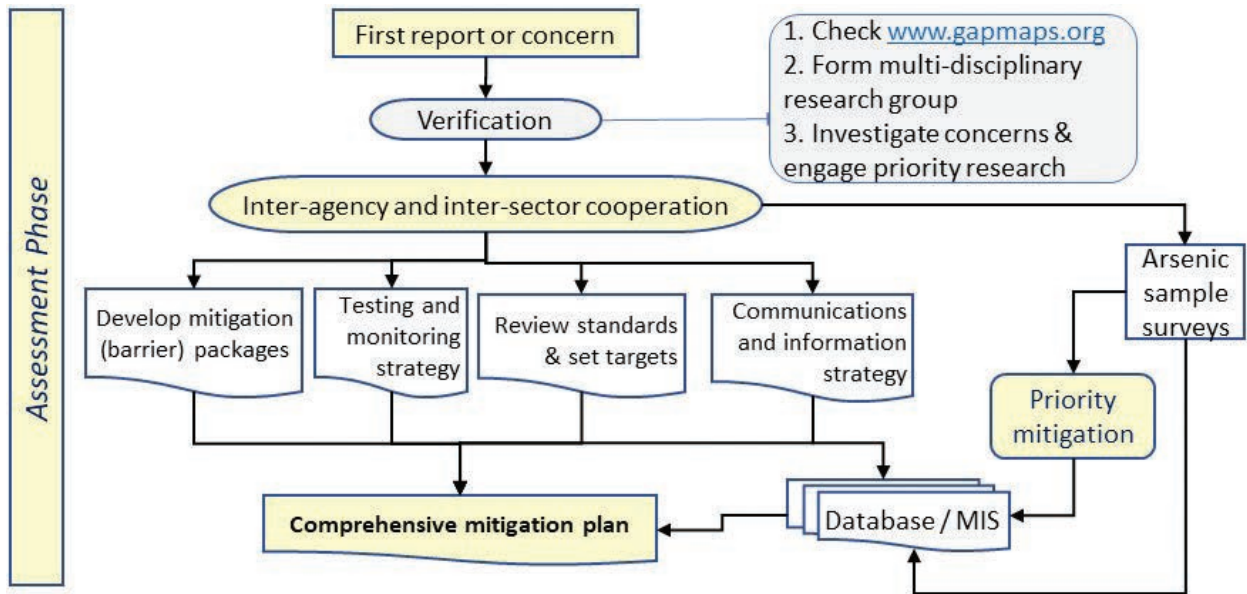 Assessment Phase
First report or concern
1. Check www.gapmaps.org
2. Form multi-disciplinary
research group
3. Investigate concerns &
engage priority research
Verification
Inter-agency and inter-sector cooperation
Arsenic
sample
surveys
Develop mitigation
(barrier) packages
Testing and
monitoring
strategy
Review standards
& set targets
Communications
and information
strategy
Priority
mitigation
Comprehensive mitigation plan
Database / MIS